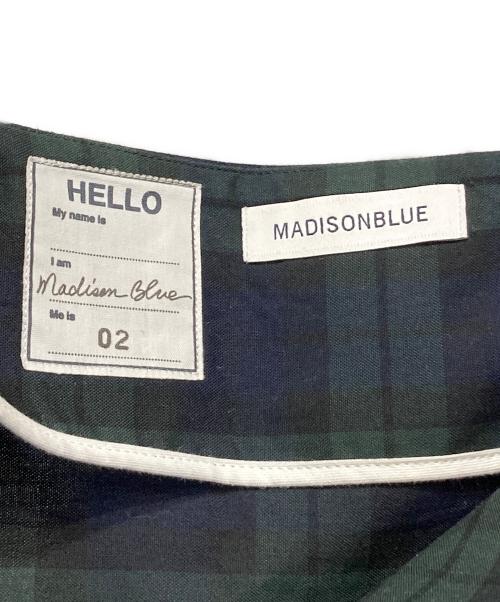 HELLO
My name is
I am
Madison Blue
Me is
02
MADISONBLUE